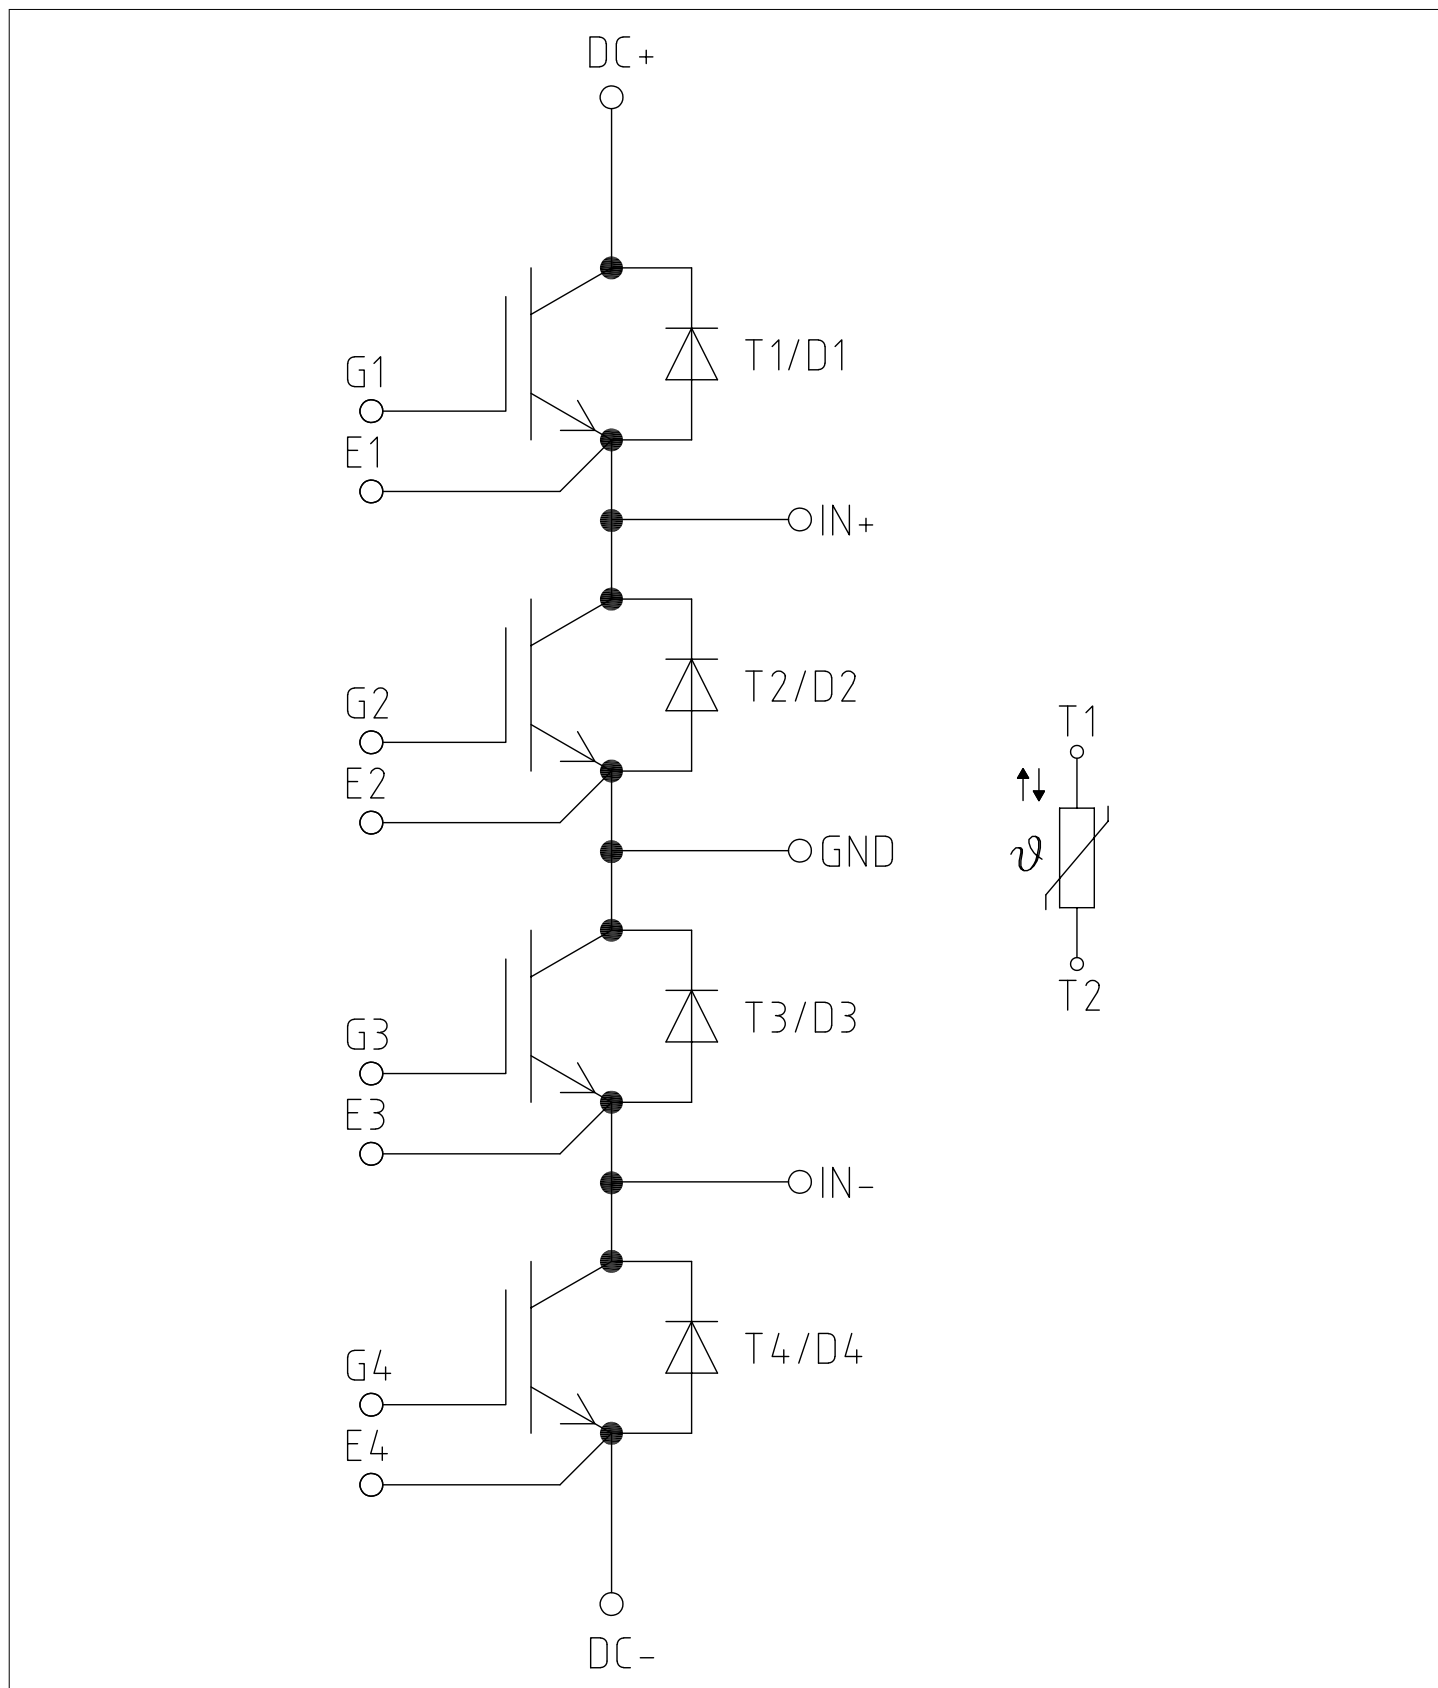 DC+
T1/D1
G1
E1
IN+
T2/D2
G2
E2
T1
GND
ϑ
T2
T3/D3
G3
E3
IN-
T4/D4
G4
E4
DC-